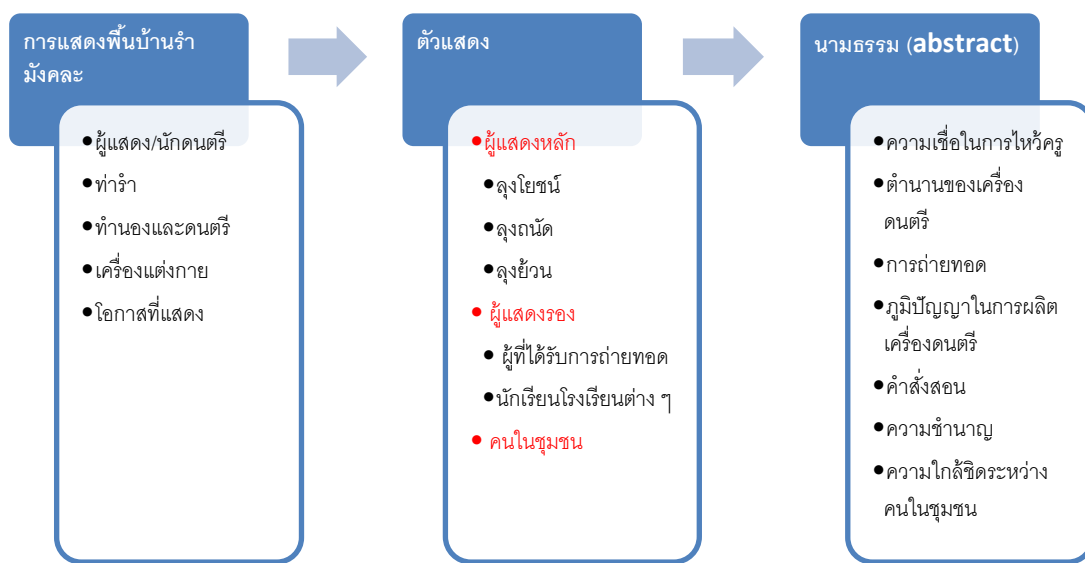 การแสดงพื้นบ้านรำ
มังคละ
•ผู้แสดง/นักดนตรี
•ท่ารำ
•ทำนองและดนตรี
•เครื่องแต่งกาย
•โอกาสที่แสดง
ตัวแสดง
•ผู้แสดงหลัก
•ลุงโยชน์
•ลุงถนัด
•ลุงย้วน
• ผู้แสดงรอง
• ผู้ที่ได้รับการถ่ายทอด
•นักเรียนโรงเรียนต่าง ๆ
• คนในชุมชน
นามธรรม (abstract)
•ความเชื่อในการไหว้ครู
•ตำนานของเครื่อง
ดนตรี
•การถ่ายทอด
•ภูมิปัญญาในการผลิต
เครื่องดนตรี
•คำสั่งสอน
•ความชำนาญ
•ความใกล้ชิดระหว่าง
คนในชุมชน